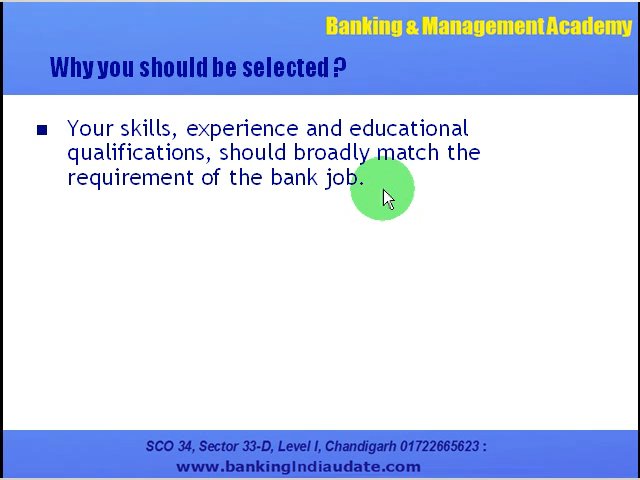 Banking & Management Academy
Why you should be selected ?
Your skills, experience and educational
qualifications, should broadly match the
requirement of the bank job.
SCO 34, Sector 33-D, Level I, Chandigarh 01722665623 :
www.bankingIndiaudate.com